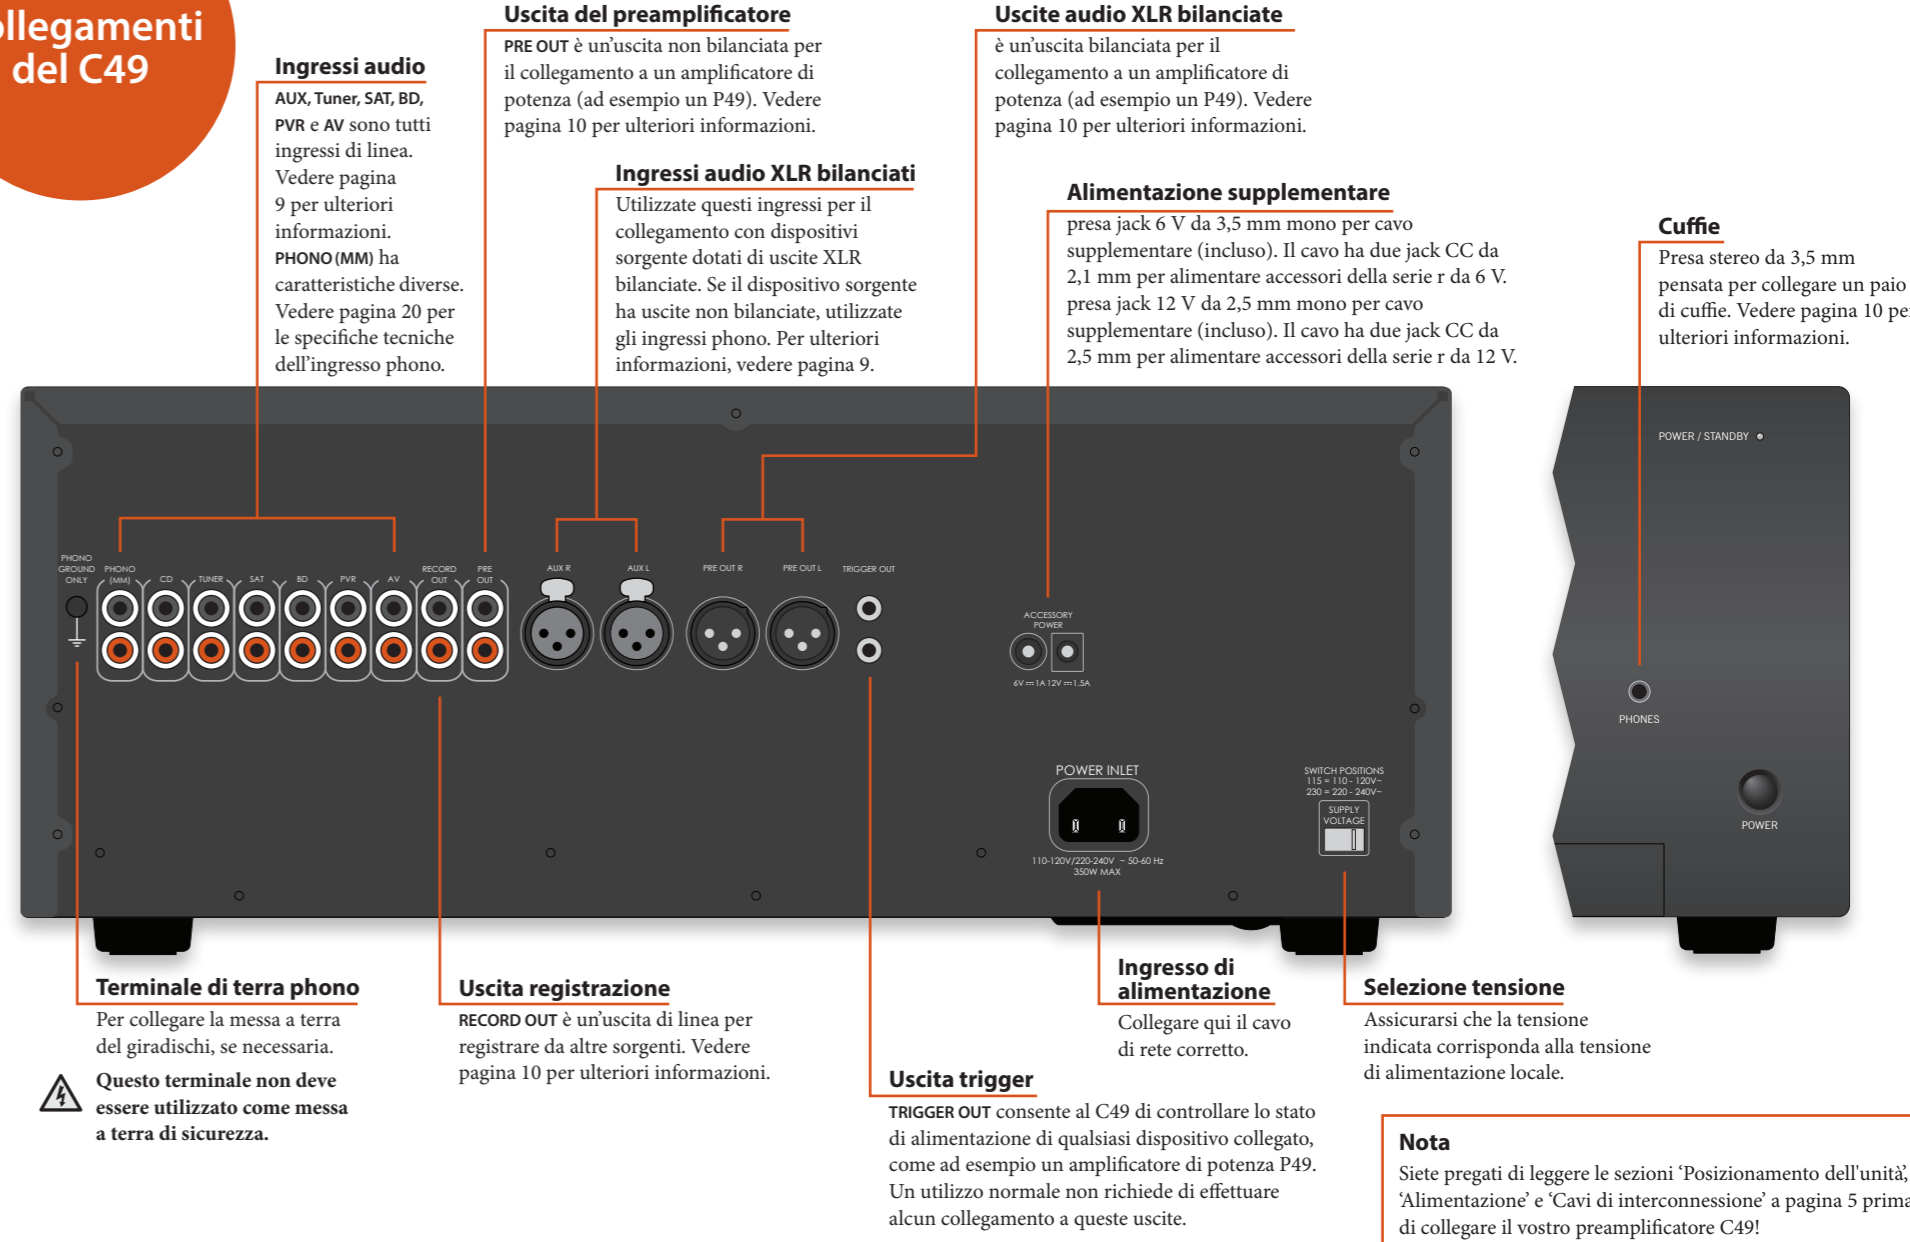 del C49
Ingressi audio
AUX, Tuner, SAT, BD,
PVR e AV sono tutti
ingressi di linea.
Vedere pagina
9 per ulteriori
informazioni.
PHONO (MM) ha
caratteristiche diverse.
Vedere pagina 20 per
le specifiche tecniche
dell'ingresso phono.
Uscita del preamplificatore
PRE OUT è un'uscita non bilanciata per
il collegamento a un amplificatore di
potenza (ad esempio un P49). Vedere
pagina 10 per ulteriori informazioni.
Ingressi audio XLR bilanciati
Utilizzate questi ingressi per il
collegamento con dispositivi
sorgente dotati di uscite XLR
bilanciate. Se il dispositivo sorgente
ha uscite non bilanciate, utilizzate
gli ingressi phono. Per ulteriori
informazioni, vedere pagina 9.
Uscite audio XLR bilanciate
è un'uscita bilanciata per il
collegamento a un amplificatore di
potenza (ad esempio un P49). Vedere
pagina 10 per ulteriori informazioni.
Alimentazione supplementare
presa jack 6 V da 3,5 mm mono per cavo
supplementare (incluso). Il cavo ha due jack CC da
2,1 mm per alimentare accessori della serie r da 6 V.
presa jack 12 V da 2,5 mm mono per cavo
supplementare (incluso). Il cavo ha due jack CC da
2,5 mm per alimentare accessori della serie r da 12 V.
Cuffie
Presa stereo da 3,5 mm
pensata per collegare un paio
di cuffie. Vedere pagina 10
ulteriori informazioni.
PHONO
GROUND
ONLY
PHONO
(MM)
CD
TUNER
SAT
BD
PVR
AV
RECORD
OUT
PRE
OUT
AUX R
AUX L
PRE OUT R
PRE OUT L
TRIGGER OUT
ACCESSORY
POWER
6V ⎓ 1A 12V ⎓ 1.5A
POWER INLET
110-120V/220-240V ~ 50-60 Hz
350W MAX
SWITCH POSITIONS
115 = 110 - 120V~
230 = 220 - 240V~
SUPPLY
VOLTAGE
POWER / STANDBY
PHONES
POWER
Terminale di terra phono
Per collegare la messa a terra
del giradischi, se necessaria.
Questo terminale non deve
essere utilizzato come messa
a terra di sicurezza.
Uscita registrazione
RECORD OUT è un'uscita di linea per
registrare da altre sorgenti. Vedere
pagina 10 per ulteriori informazioni.
Uscita trigger
TRIGGER OUT consente al C49 di controllare lo stato
di alimentazione di qualsiasi dispositivo collegato,
come ad esempio un amplificatore di potenza P49.
Un utilizzo normale non richiede di effettuare
alcun collegamento a queste uscite.
Ingresso di
alimentazione
Collegare qui il cavo
di rete corretto.
Selezione tensione
Assicurarsi che la tensione
indicata corrisponda alla tensione
di alimentazione locale.
Nota
Siete pregati di leggere le sezioni 'Posizionamento dell'unità',
'Alimentazione' e 'Cavi di interconnessione' a pagina 5 prima
di collegare il vostro preamplificatore C49!